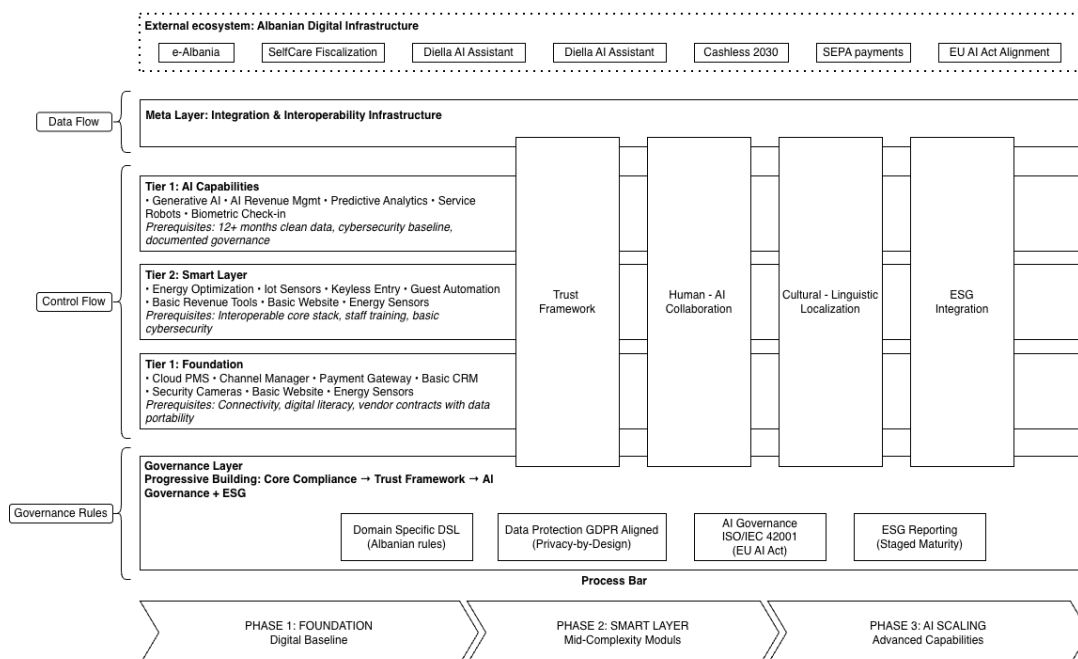 External ecosystem: Albanian Digital Infrastructure
e-Albania
SelfCare Fiscalization
Diella AI Assistant
Diella AI Assistant
Cashless 2030
SEPA payments
EU AI Act Alignment
Data Flow
Meta Layer: Integration & Interoperability Infrastructure
Control Flow
Tier 1: AI Capabilities
• Generative AI • AI Revenue Mgmt • Predictive Analytics • Service
Robots • Biometric Check-in
Prerequisites: 12+ months clean data, cybersecurity baseline,
documented governance
Tier 2: Smart Layer
• Energy Optimization • Iot Sensors • Keyless Entry • Guest Automation
• Basic Revenue Tools • Basic Website • Energy Sensors
Prerequisites: Interoperable core stack, staff training, basic
cybersecurity
Tier 1: Foundation
• Cloud PMS • Channel Manager • Payment Gateway • Basic CRM
• Security Cameras • Basic Website • Energy Sensors
Prerequisites: Connectivity, digital literacy, vendor contracts with data
portability
Trust
Framework
Human - AI
Collaboration
Cultural - Linguistic
Localization
ESG
Integration
Governance Rules
Governance Layer
Progressive Building: Core Compliance → Trust Framework → AI
Governance + ESG
Domain Specific DSL
(Albanian rules)
Data Protection GDPR Aligned
(Privacy-by-Design)
AI Governance
ISO/IEC 42001
(EU AI Act)
ESG Reporting
(Staged Maturity)
Process Bar
PHASE 1: FOUNDATION
Digital Baseline
PHASE 2: SMART LAYER
Mid-Complexity Moduls
PHASE 3: AI SCALING
Advanced Capabilities